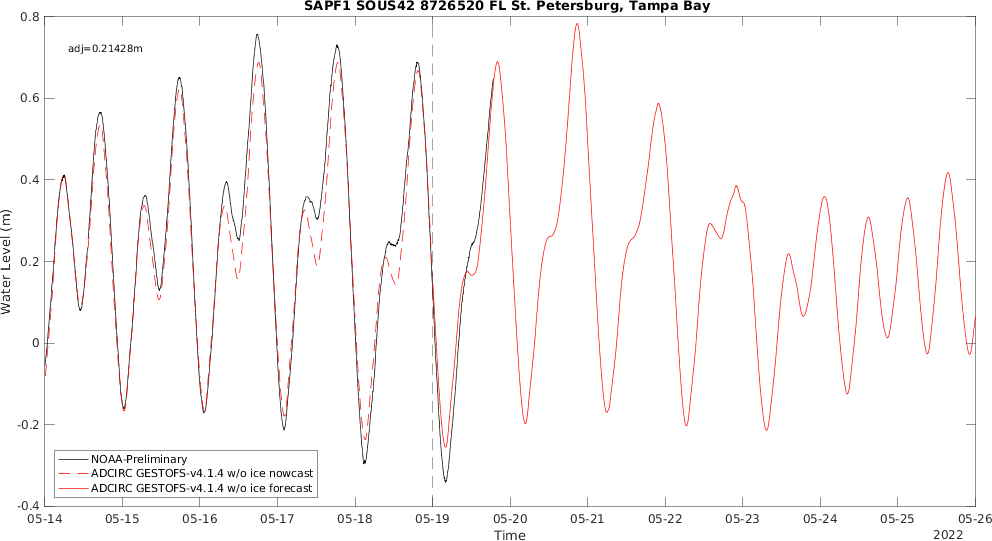 SAPF1 SOUS42 8726520 FL St. Petersburg, Tampa Bay
adj=0.21428m
0.8
0.6
0.4
0.2
0
-0.2
-0.4
Water Level (m)
NOAA-Preliminary
ADCIRC GESTOFS-v4.1.4 w/o ice nowcast
ADCIRC GESTOFS-v4.1.4 w/o ice forecast
05-14 05-15 05-16 05-17 05-18 05-19 05-20 05-21 05-22 05-23 05-24 05-25 05-26
Time
2022